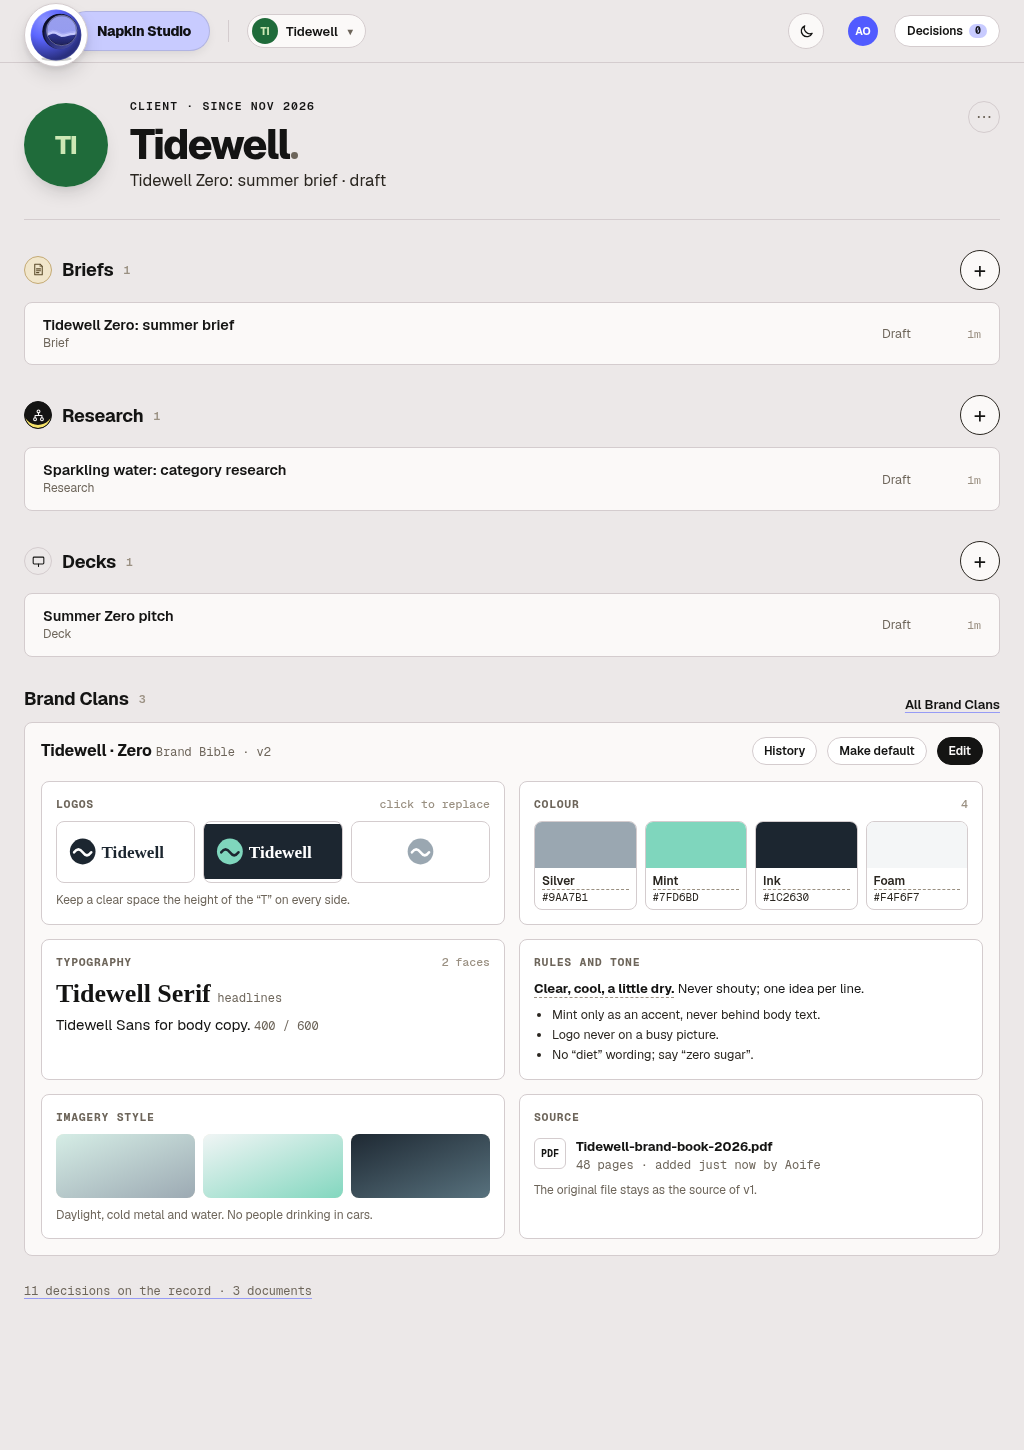 Napkin Studio
TI Tidewell ▾
AO
Decisions 0
TI
CLIENT · SINCE NOV 2026
Tidewell.
Tidewell Zero: summer brief · draft
···
Briefs 1
+
Tidewell Zero: summer brief
Brief
Draft 1m
Research 1
+
Sparkling water: category research
Research
Draft 1m
Decks 1
+
Summer Zero pitch
Deck
Draft 1m
Brand Clans 3
All Brand Clans
Tidewell · Zero Brand Bible · v2
History
Make default
Edit
LOGOS
click to replace
Tidewell
Tidewell
Keep a clear space the height of the “T” on every side.
COLOUR
4
Silver
#9AA7B1
Mint
#7FD6BD
Ink
#1C2630
Foam
#F4F6F7
TYPOGRAPHY
2 faces
Tidewell Serif headlines
Tidewell Sans for body copy. 400 / 600
RULES AND TONE
Clear, cool, a little dry. Never shouty; one idea per line.
• Mint only as an accent, never behind body text.
• Logo never on a busy picture.
• No “diet” wording; say “zero sugar”.
IMAGERY STYLE
Daylight, cold metal and water. No people drinking in cars.
SOURCE
PDF
Tidewell-brand-book-2026.pdf
48 pages · added just now by Aoife
The original file stays as the source of v1.
11 decisions on the record · 3 documents